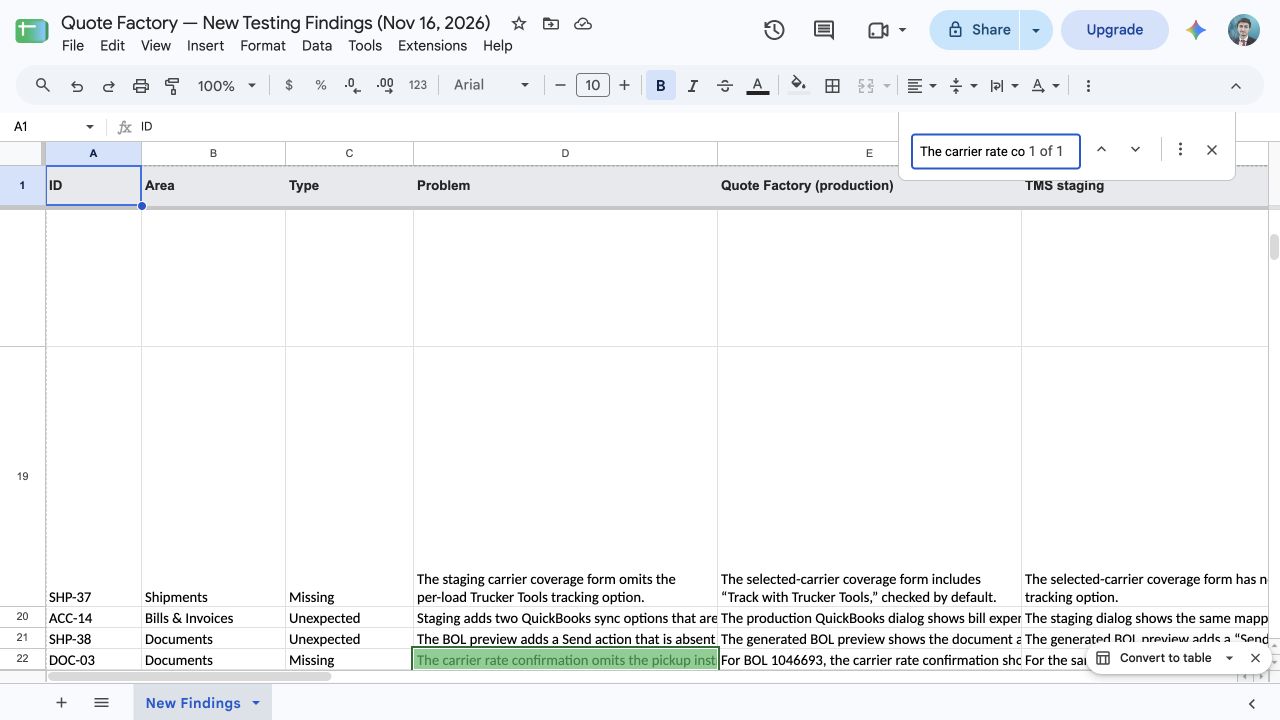 Quote Factory — New Testing Findings (Nov 16, 2026)
File Edit View Insert Format Data Tools Extensions Help
Share
Upgrade
100%
$ % .0 .00 123
Arial
10
B I A
A1
ID
The carrier rate co 1 of 1
A B C D E
1 ID Area Type Problem Quote Factory (production) TMS staging
19
The staging carrier coverage form omits the The selected-carrier coverage form includes The selected-carrier coverage form has n
SHP-37 Shipments Missing per-load Trucker Tools tracking option. “Track with Trucker Tools,” checked by default. tracking option.
20 ACC-14 Bills & Invoices Unexpected Staging adds two QuickBooks sync options that are The production QuickBooks dialog shows bill exper The staging dialog shows the same mapp
21 SHP-38 Documents Unexpected The BOL preview adds a Send action that is absent The generated BOL preview shows the document a The generated BOL preview adds a “Send
22 DOC-03 Documents Missing The carrier rate confirmation omits the pickup inst For BOL 1046693, the carrier rate confirmation sho For the sa
Convert to table
New Findings